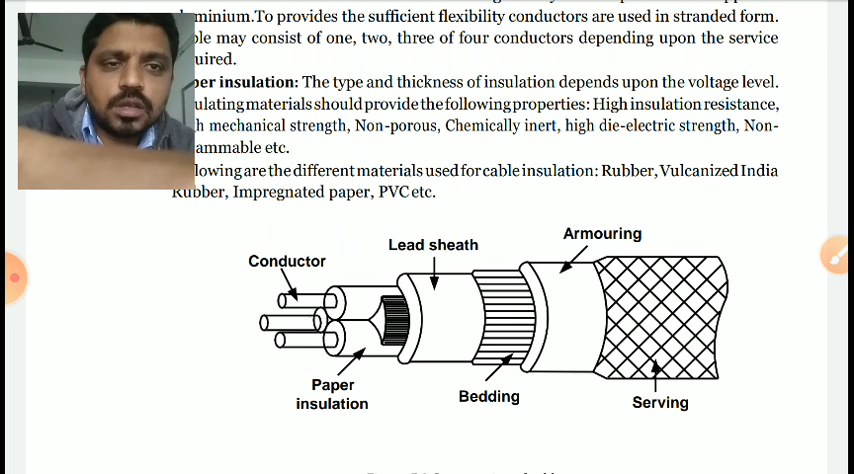 minium.To provides the sufficient flexibility conductors are used in stranded form.
ble may consist of one, two, three of four conductors depending upon the service
uired.
per insulation: The type and thickness of insulation depends upon the voltage level.
ulating materials should provide the following properties: High insulation resistance,
h mechanical strength, Non-porous, Chemically inert, high die-electric strength, Non-
ammable etc.
lowing are the different materials used for cable insulation: Rubber, Vulcanized India
Rubber, Impregnated paper, PVC etc.
Armouring
Lead sheath
Conductor
Paper
insulation
Bedding
Serving